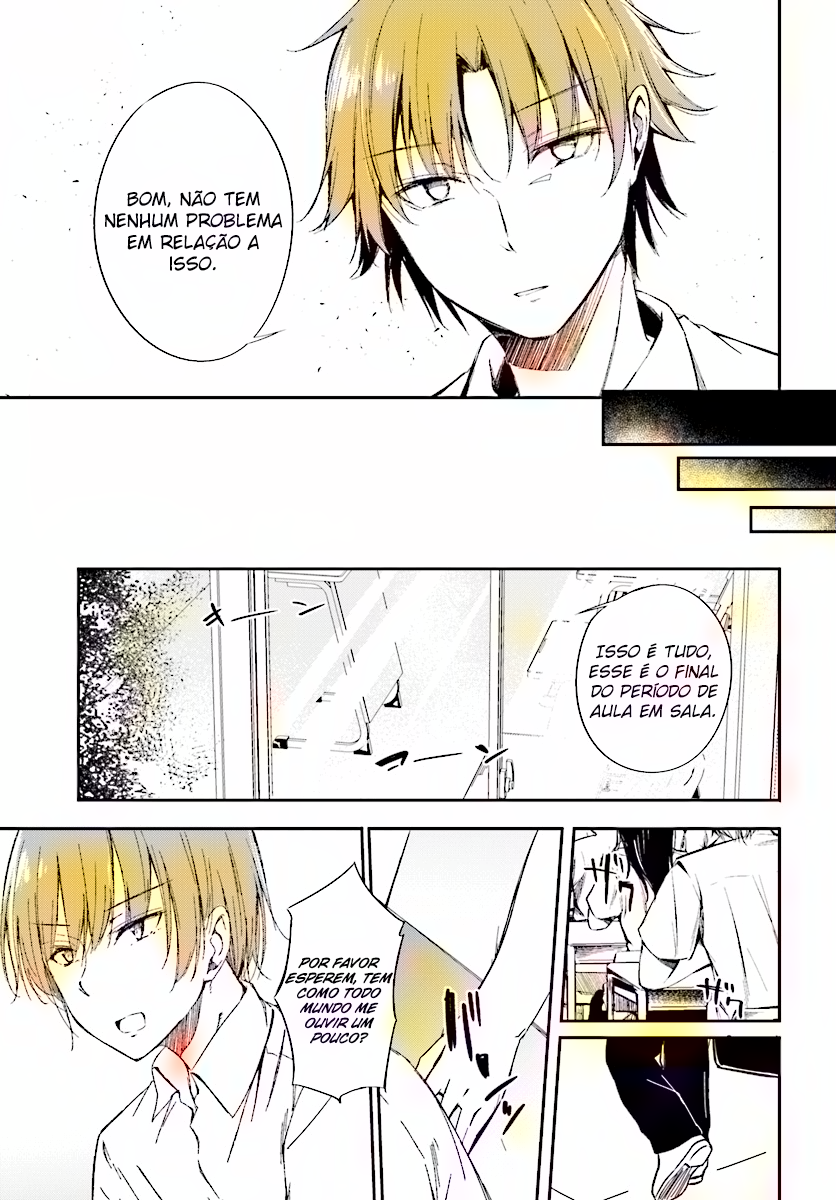 BOM, NÃO TEM
NENHUM PROBLEMA
EM RELAÇÃO A
ISSO.
ISSO É TUDO,
ESSE É O FINAL
DO PERÍODO DE
AULA EM SALA.
POR FAVOR
ESPEREM, TEM
COMO TODO
MUNDO ME
OUVIR UM
POUCO?